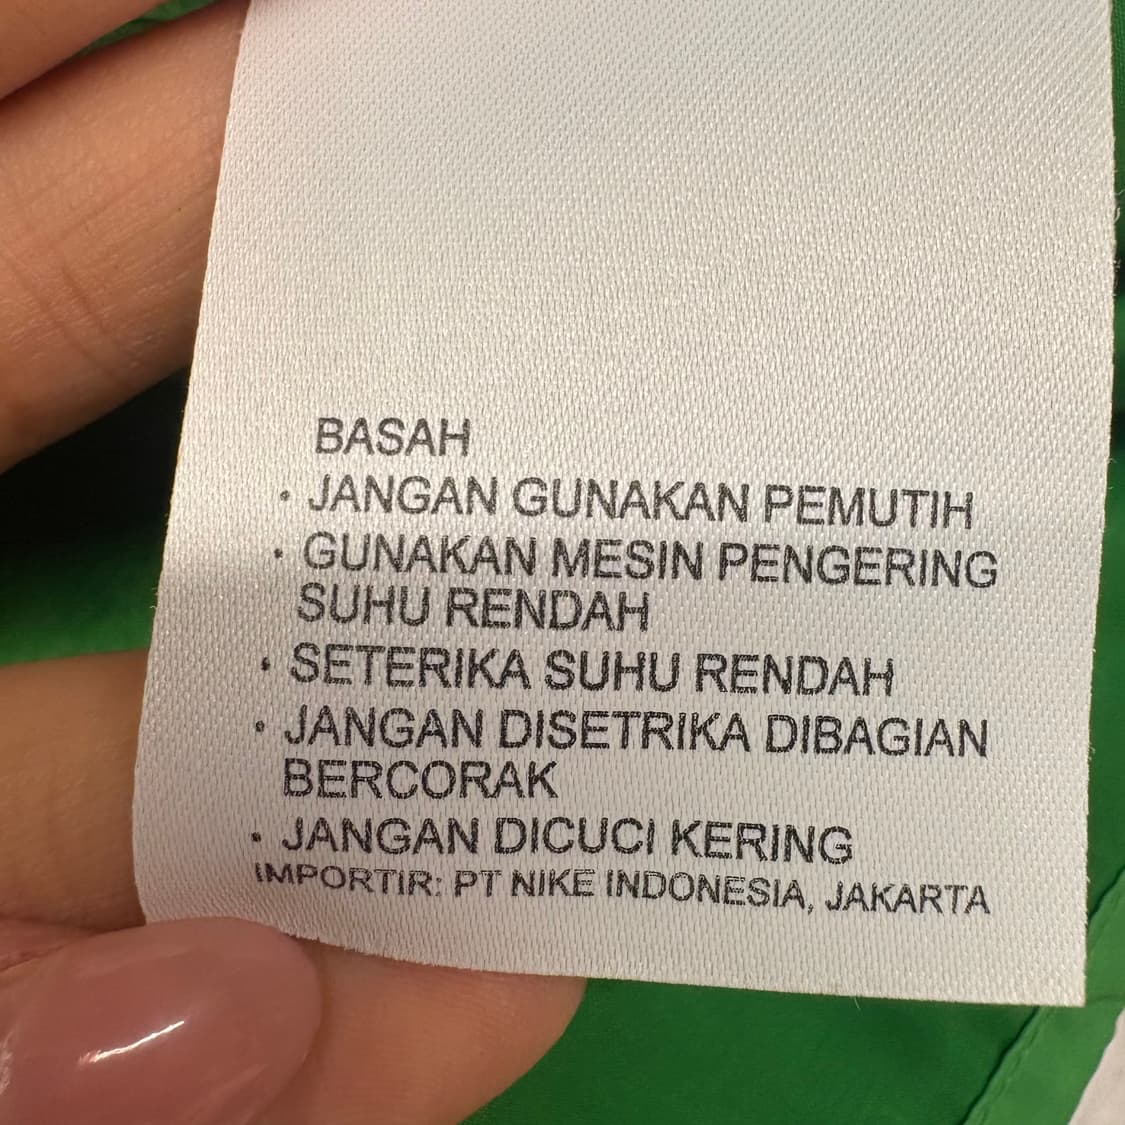 BASAH
• JANGAN GUNAKAN PEMUTIH
• GUNAKAN MESIN PENGERING
SUHU RENDAH
• SETERIKA SUHU RENDAH
• JANGAN DISETRIKA DIBAGIAN
BERCORAK
• JANGAN DICUCI KERING
IMPORTIR: PT NIKE INDONESIA, JAKARTA